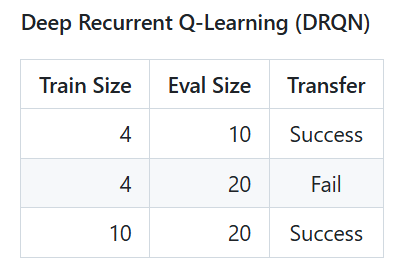 Deep Recurrent Q-Learning (DRQN)
Train Size Eval Size Transfer
4 10 Success
4 20 Fail
10 20 Success